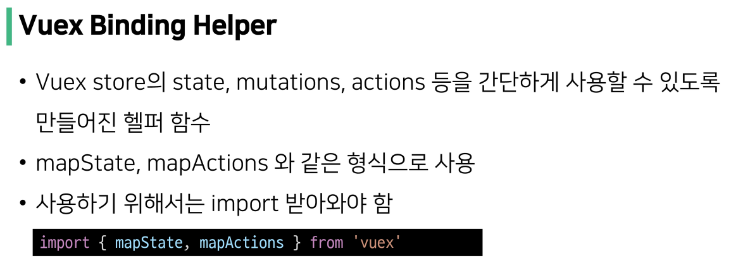 Vuex Binding Helper
• Vuex store의 state, mutations, actions 등을 간단하게 사용할 수 있도록
만들어진 헬퍼 함수
• mapState, mapActions 와 같은 형식으로 사용
• 사용하기 위해서는 import 받아와야 함
import { mapState, mapActions } from 'vuex'